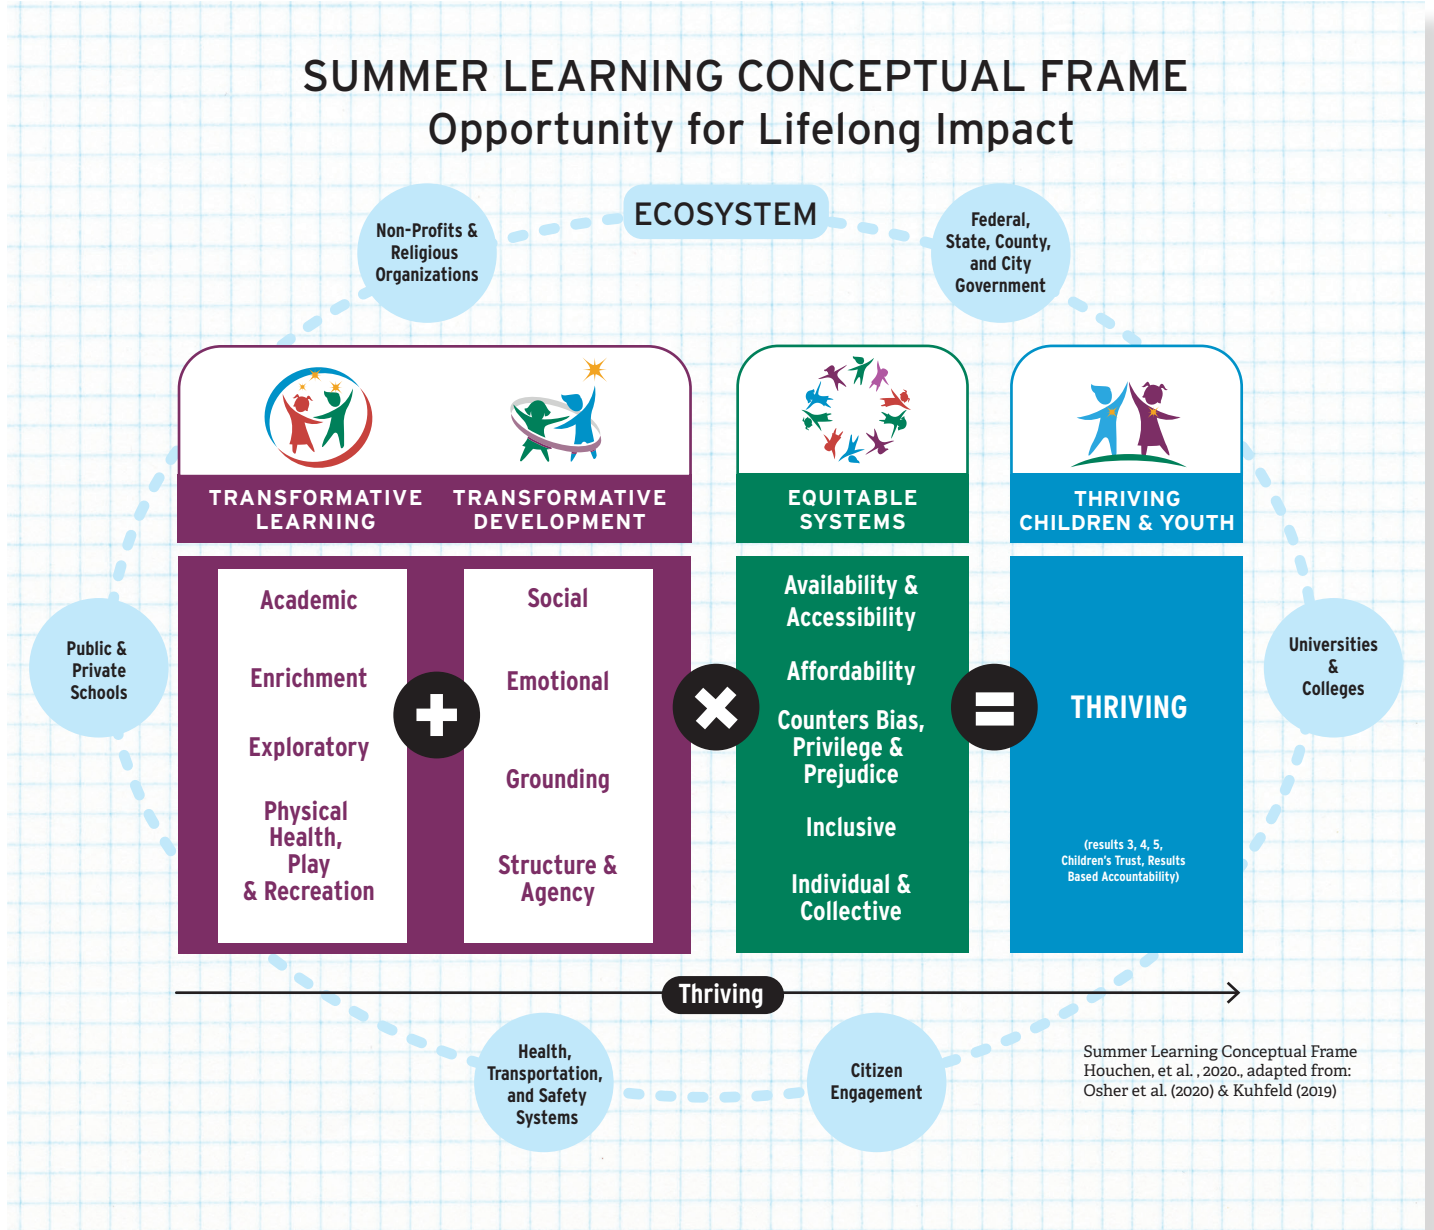 SUMMER LEARNING CONCEPTUAL FRAME
Opportunity for Lifelong Impact
ECOSYSTEM
Non-Profits &
Religious
Organizations
Federal,
State, County,
and City
Government
TRANSFORMATIVE
LEARNING
TRANSFORMATIVE
DEVELOPMENT
EQUITABLE
SYSTEMS
THRIVING
CHILDREN & YOUTH
Public &
Private
Schools
Academic
Enrichment
Exploratory
Physical
Health,
Play
& Recreation
+
Social
Emotional
Grounding
Structure &
Agency
×
Availability &
Accessibility
Affordability
Counters Bias,
Privilege &
Prejudice
Inclusive
Individual &
Collective
=
THRIVING
(results 3, 4, 5,
Children's Trust, Results
Based Accountability)
Universities
&
Colleges
Thriving
Health,
Transportation,
and Safety
Systems
Citizen
Engagement
Summer Learning Conceptual Frame
Houchen, et al. , 2020., adapted from:
Osher et al. (2020) & Kuhfeld (2019)